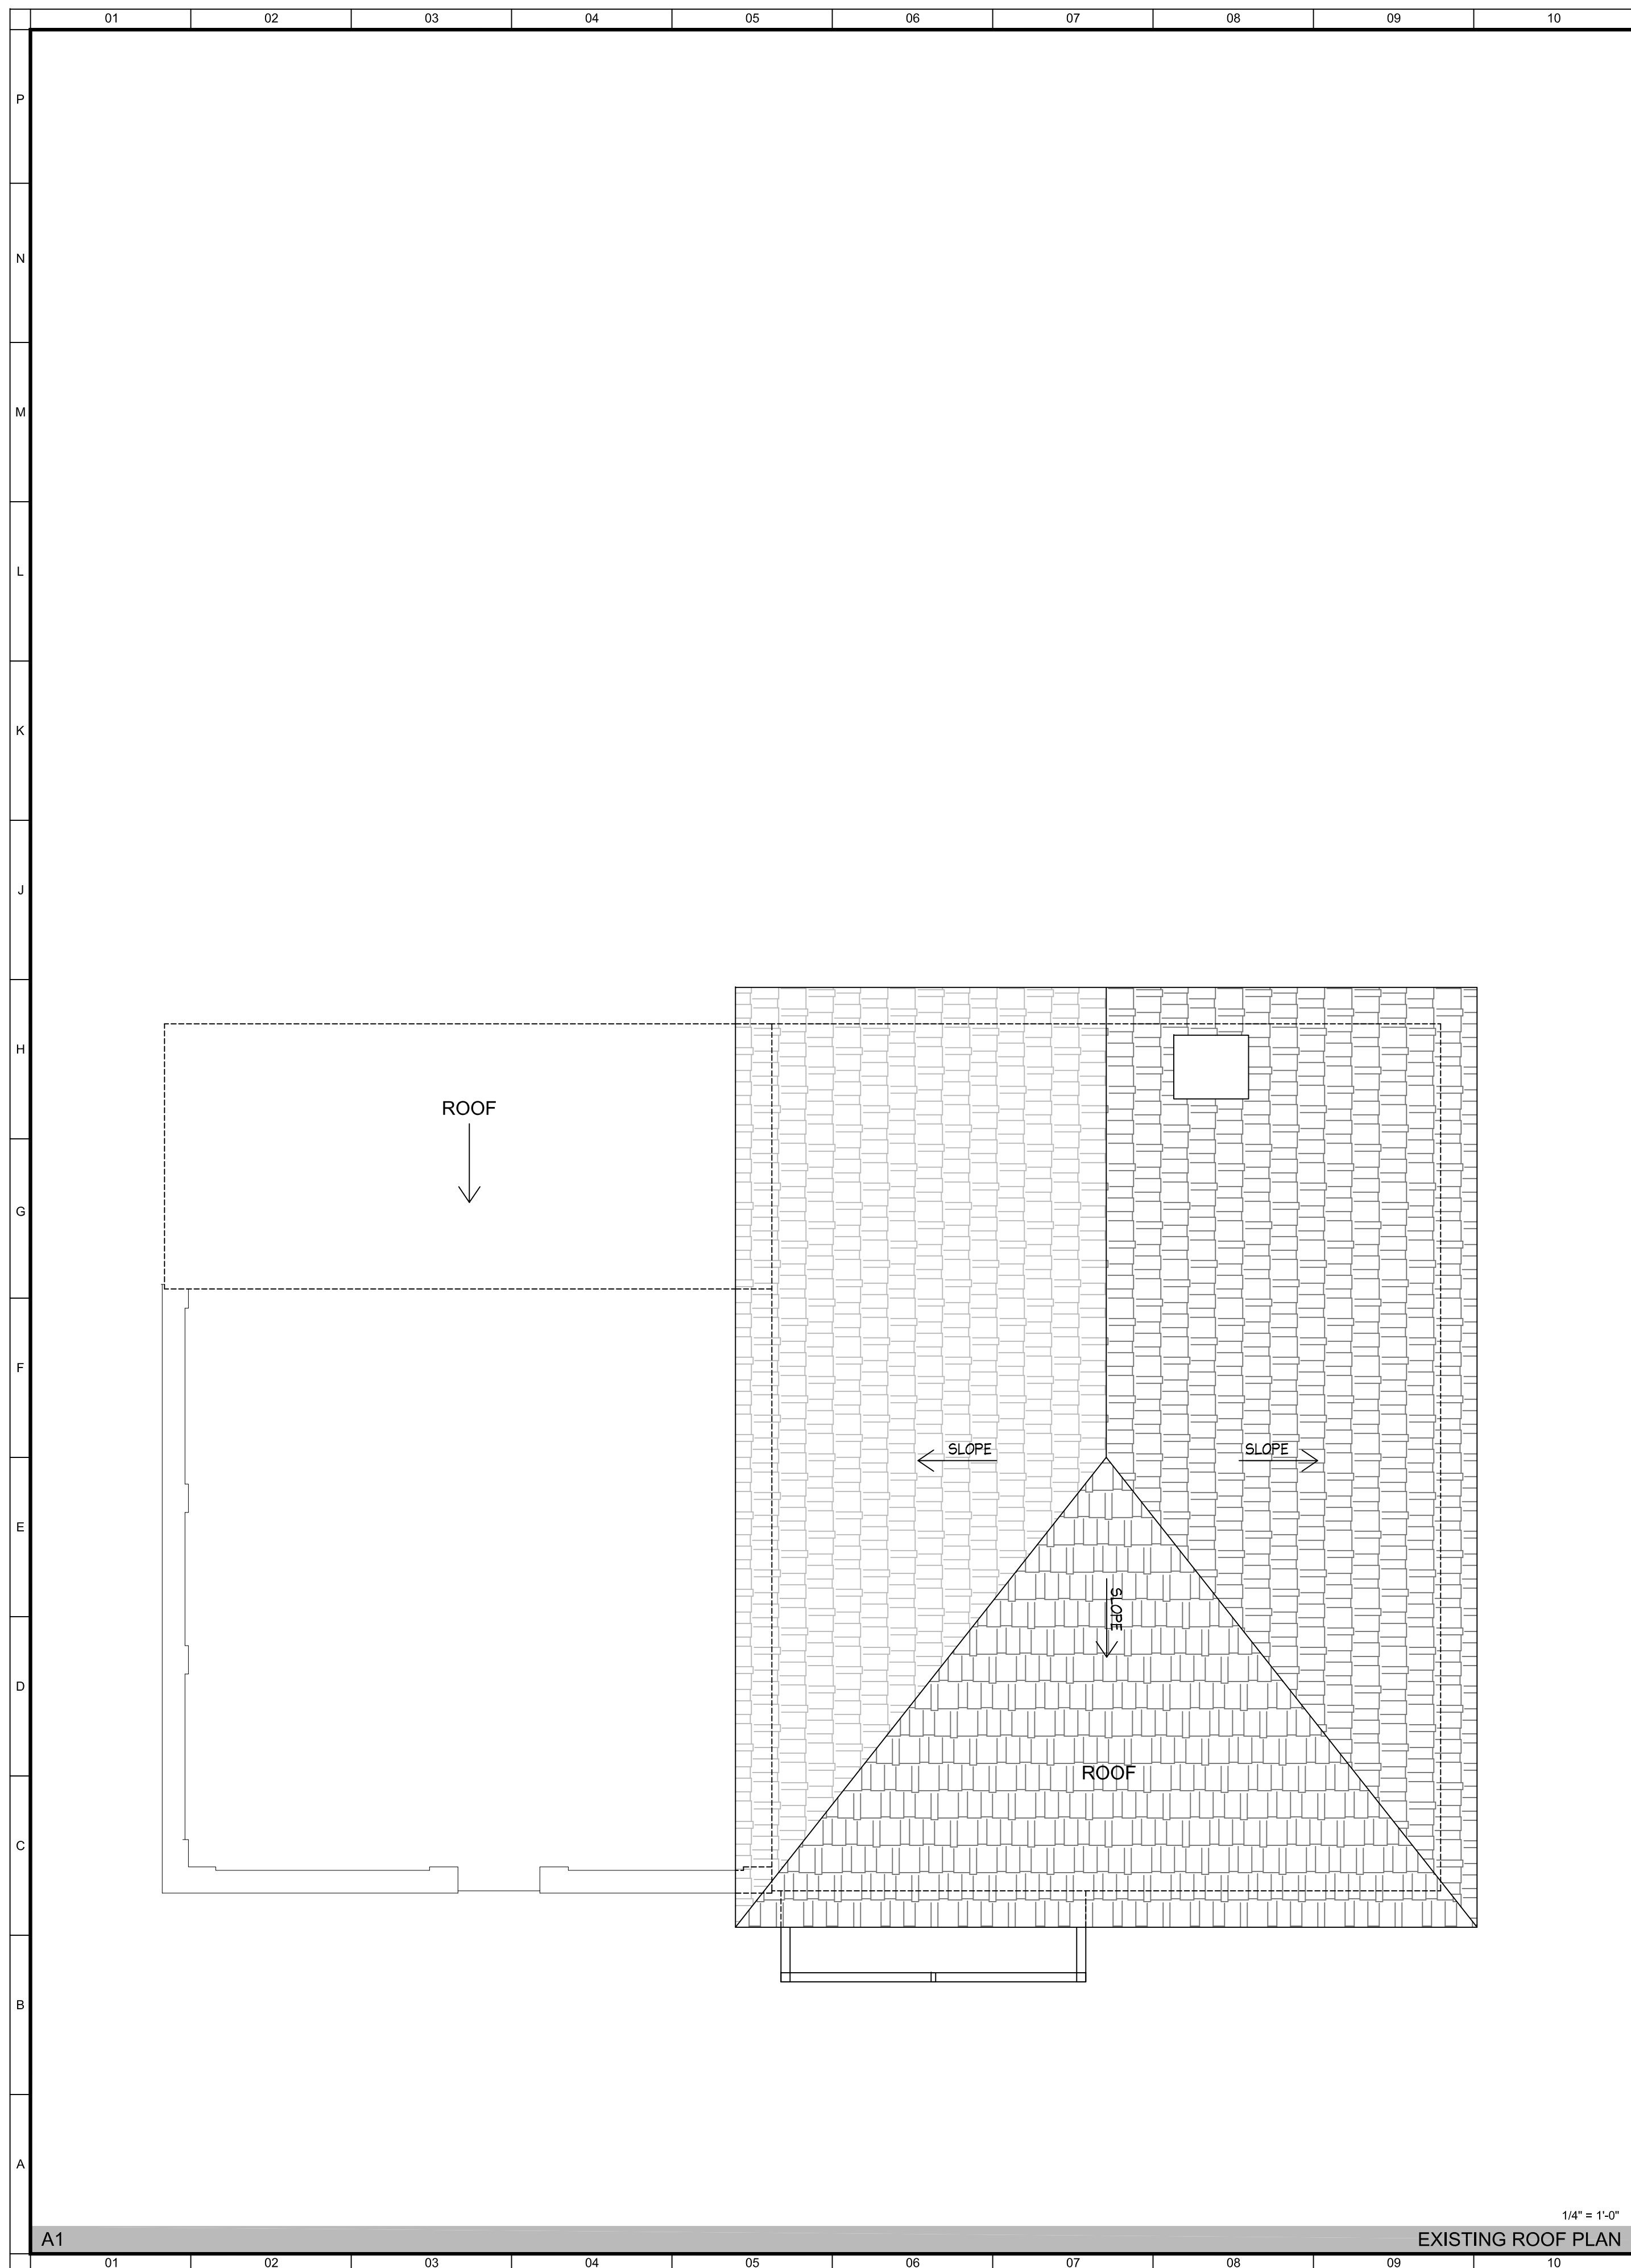 01 02 03 04 05 06 07 08 09 10
P
N
M
L
K
J
H
ROOF
G
F
SLOPE SLOPE
E
SLOPE
D
ROOF
C
B
A
1/4" = 1'-0"
A1 EXISTING ROOF PLAN
01 02 03 04 05 06 07 08 09 10